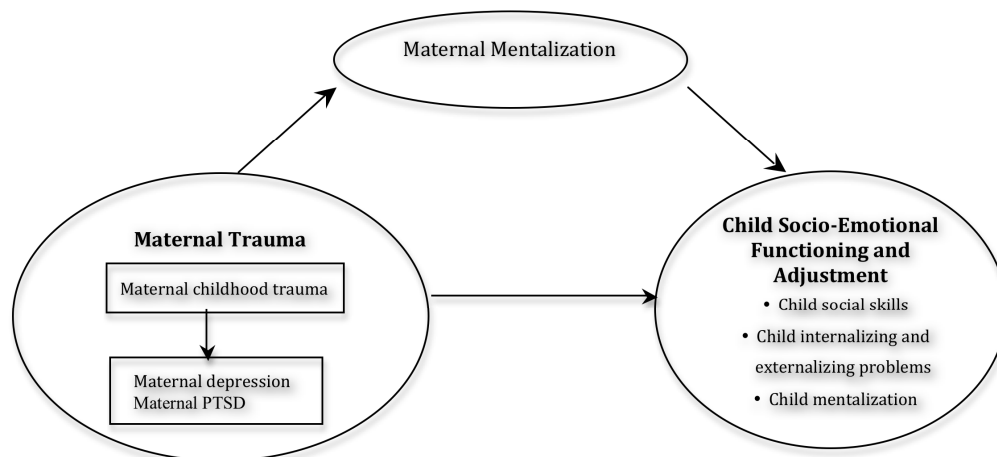 Maternal Mentalization
Maternal Trauma
Maternal childhood trauma
Maternal depression
Maternal PTSD
Child Socio-Emotional
Functioning and
Adjustment
• Child social skills
• Child internalizing and
externalizing problems
• Child mentalization